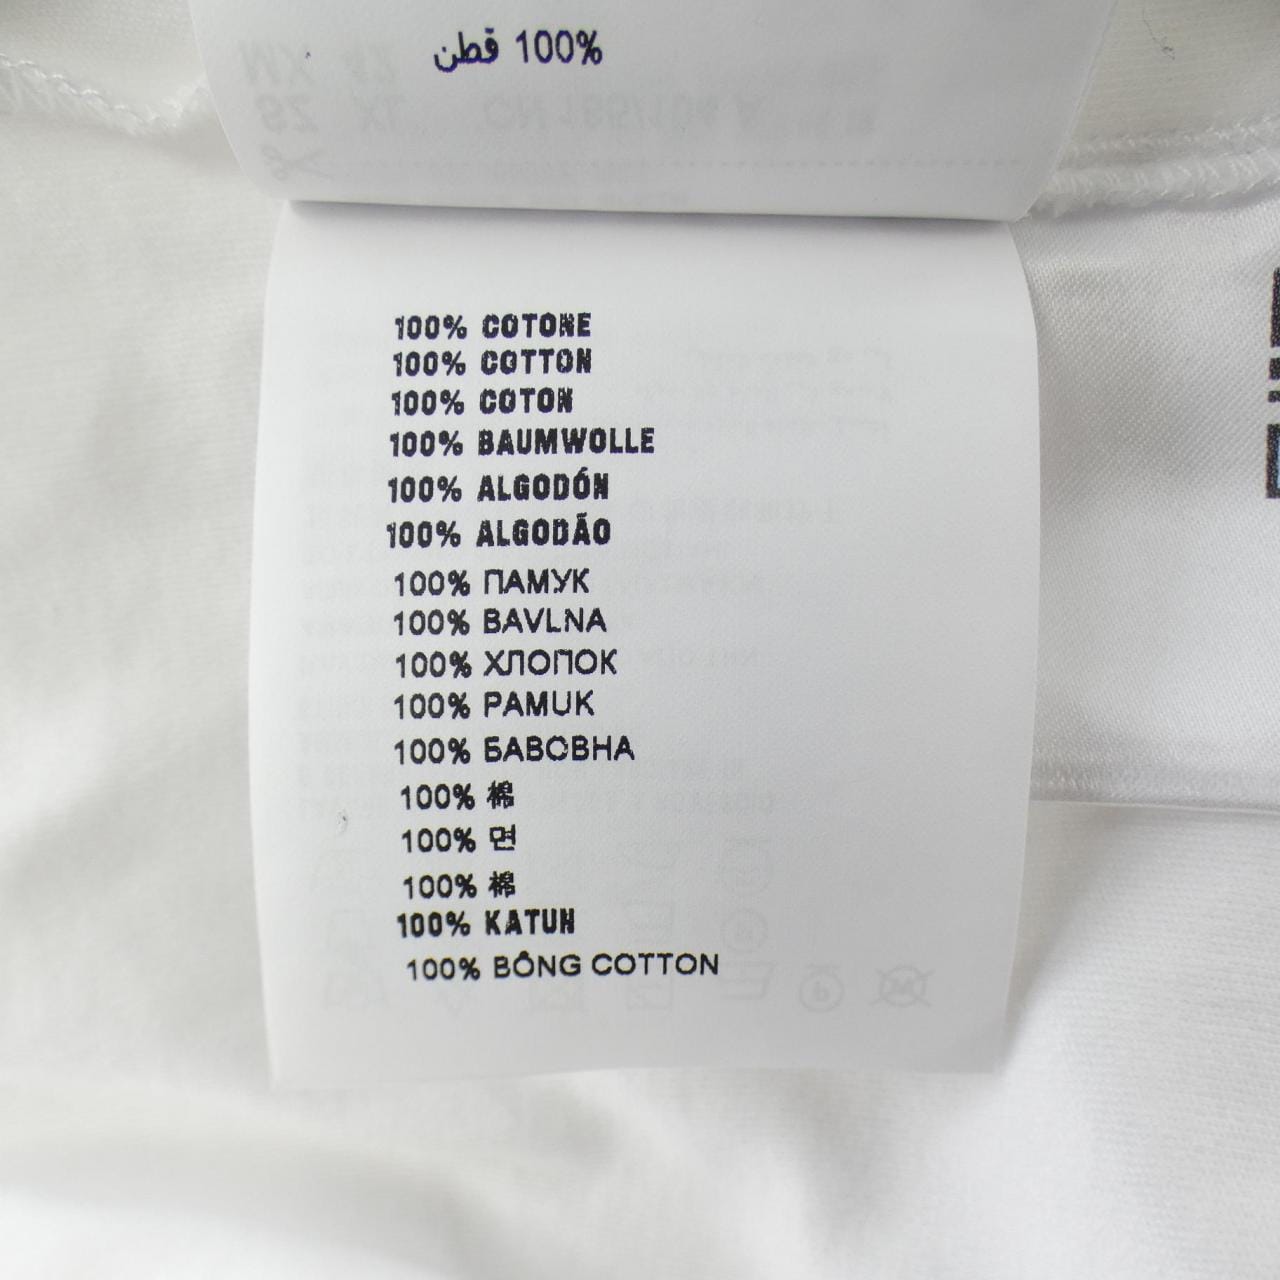 100% قطن
100% COTONE
100% COTTON
100% COTON
100% BAUMWOLLE
100% ALGODÓN
100% ALGODÃO
100% ПАМУК
100% BAVLNA
100% ХЛОПОК
100% PAMUK
100% БАВОВНА
100% 棉
100% 면
100% 棉
100% KATUN
100% BÔNG COTTON